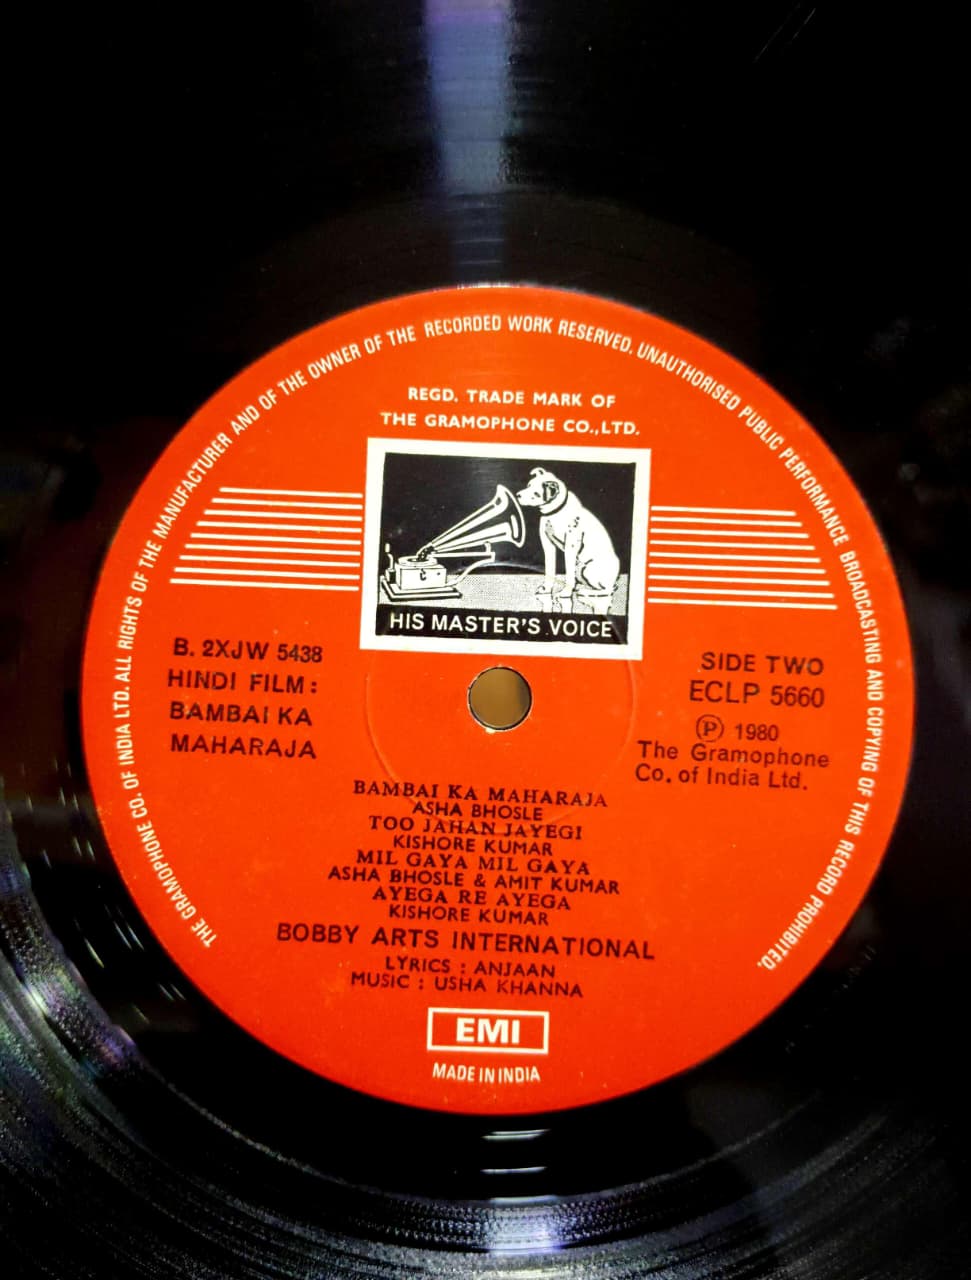 THE GRAMOPHONE CO. OF INDIA LTD. ALL RIGHTS OF THE MANUFACTURER AND OF THE OWNER OF THE RECORDED WORK RESERVED. UNAUTHORISED PUBLIC PERFORMANCE BROADCASTING AND COPYING OF THIS RECORD PROHIBITED.
REGD. TRADE MARK OF
THE GRAMOPHONE CO.,LTD.
HIS MASTER'S VOICE
B. 2XJW 5438
HINDI FILM :
BAMBAI KA
MAHARAJA
SIDE TWO
ECLP 5660
Ⓟ 1980
The Gramophone
Co. of India Ltd.
BAMBAI KA MAHARAJA
ASHA BHOSLE
TOO JAHAN JAYEGI
KISHORE KUMAR
MIL GAYA MIL GAYA
ASHA BHOSLE & AMIT KUMAR
AYEGA RE AYEGA
KISHORE KUMAR
BOBBY ARTS INTERNATIONAL
LYRICS : ANJAAN
MUSIC : USHA KHANNA
EMI
MADE IN INDIA